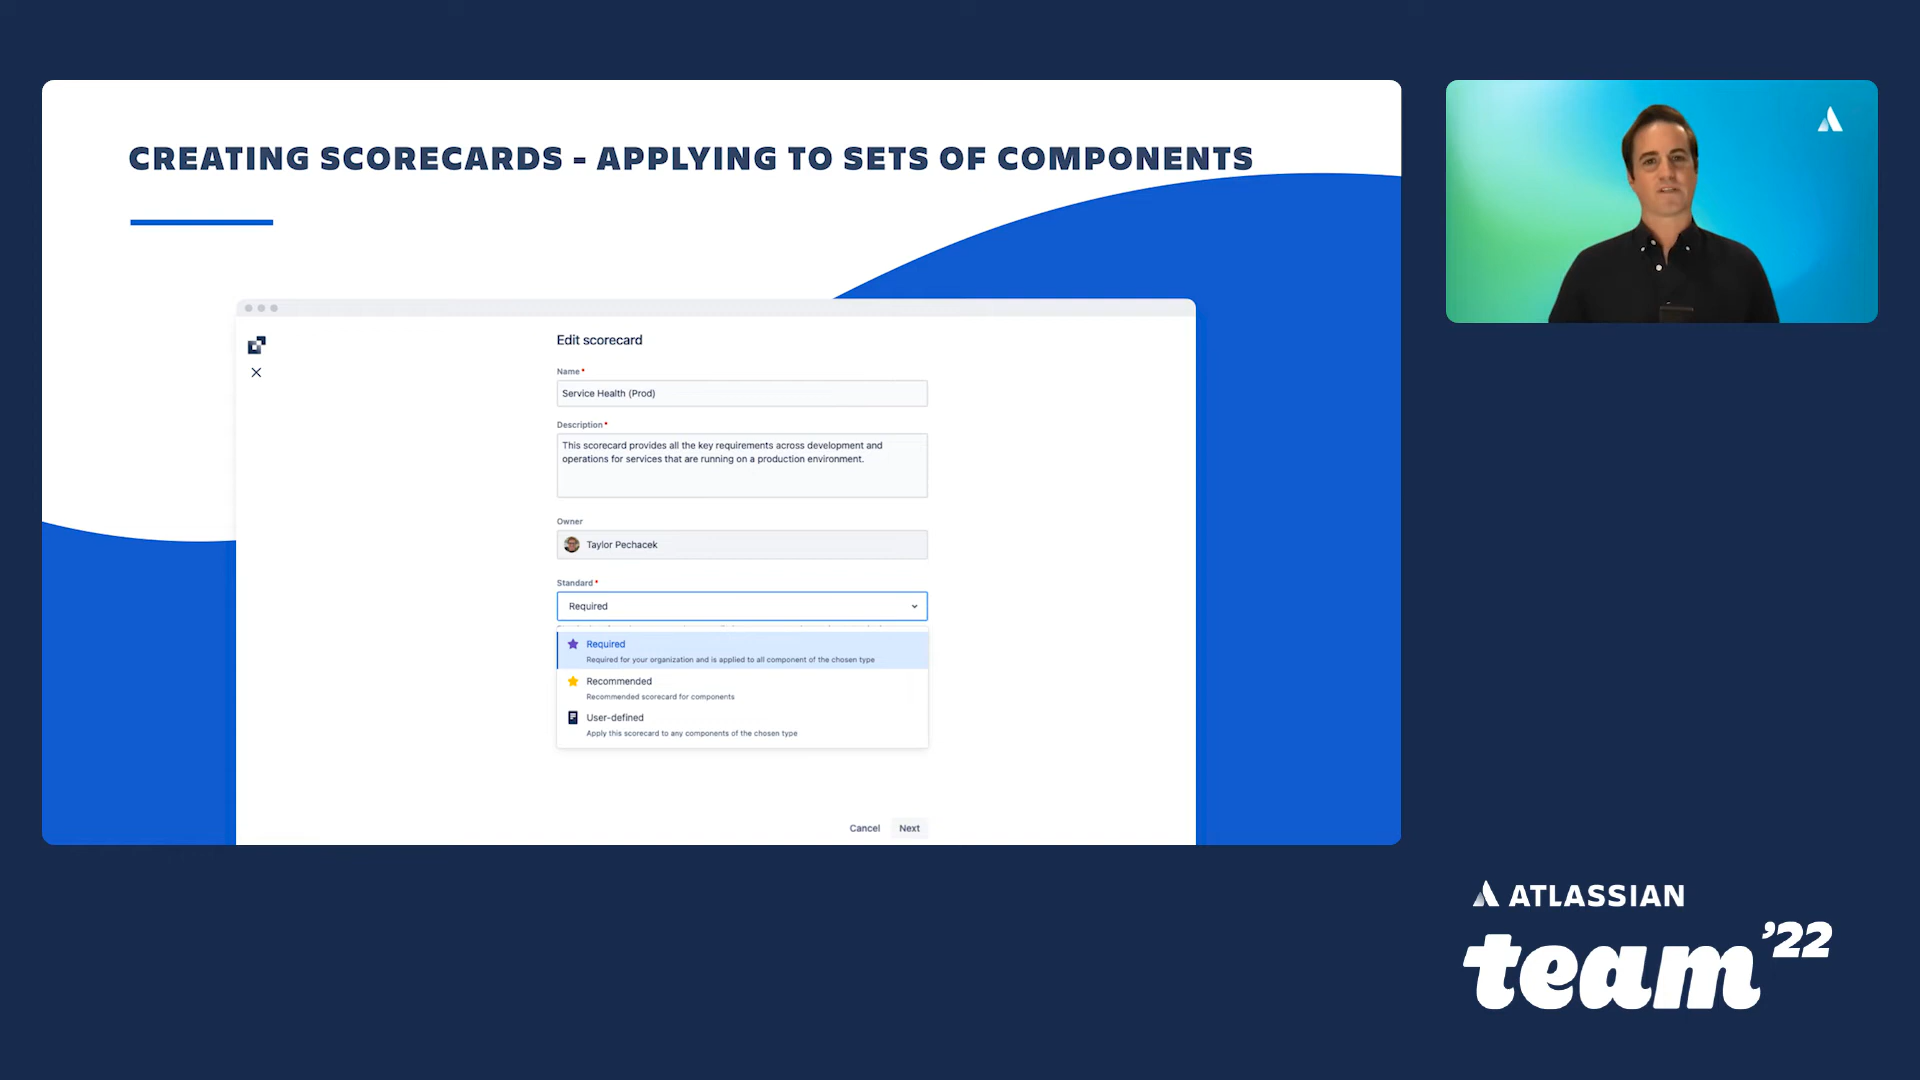 CREATING SCORECARDS - APPLYING TO SETS OF COMPONENTS
Edit scorecard
Name *
Service Health (Prod)
Description *
This scorecard provides all the key requirements across development and
operations for services that are running on a production environment.
Owner
Taylor Pechacek
Standard *
Required
Required
Required for your organization and is applied to all component of the chosen type
Recommended
Recommended scorecard for components
User-defined
Apply this scorecard to any components of the chosen type
Cancel Next
ATLASSIAN
team '22